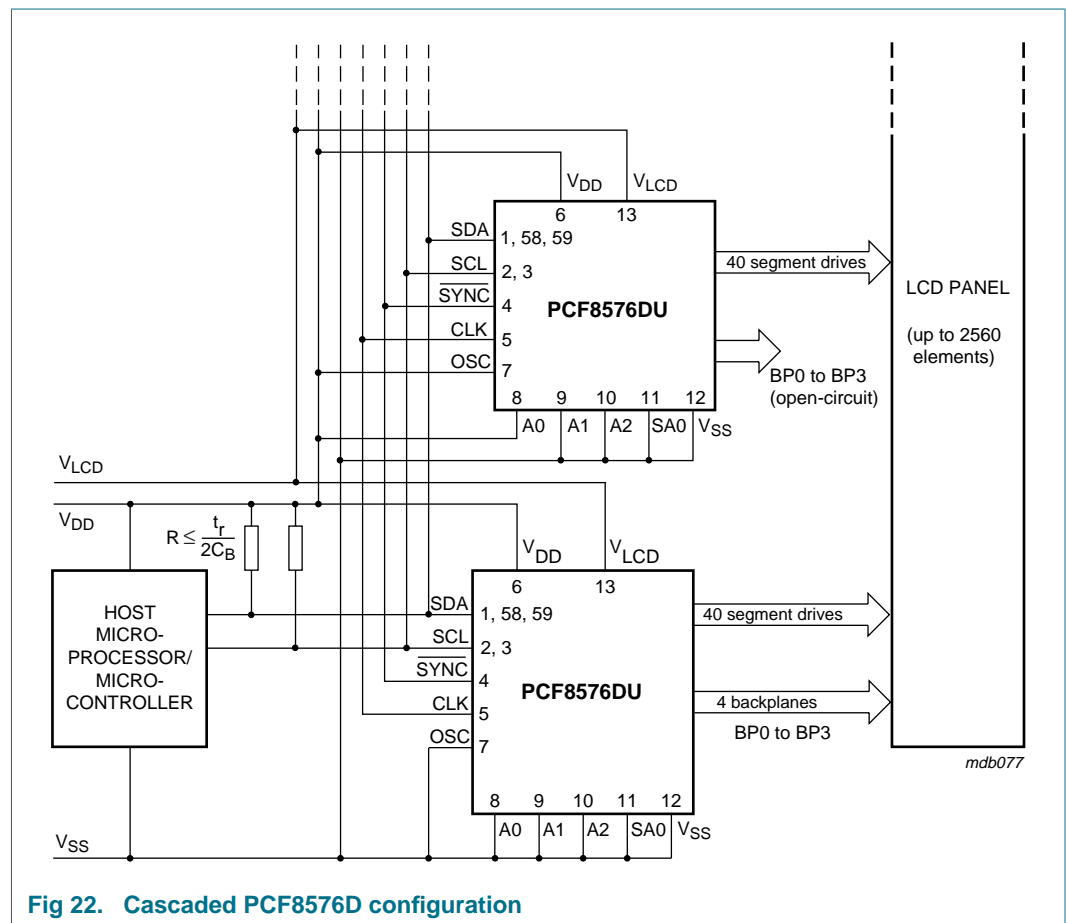 VDD VLCD
6 13
SDA 1, 58, 59
SCL 2, 3
SYNC 4
CLK 5
OSC 7
PCF8576DU
40 segment drives
BP0 to BP3
(open-circuit)
8 9 10 11 12
A0 A1 A2 SA0 VSS
LCD PANEL
(up to 2560
elements)
VLCD
VDD
R ≤ tr
2CB
VDD VLCD
6 13
HOST
MICRO-
PROCESSOR/
MICRO-
CONTROLLER
SDA 1, 58, 59
SCL 2, 3
SYNC 4
CLK 5
OSC 7
PCF8576DU
40 segment drives
4 backplanes
BP0 to BP3
8 9 10 11 12
A0 A1 A2 SA0 VSS
VSS
mdb077
Fig 22. Cascaded PCF8576D configuration